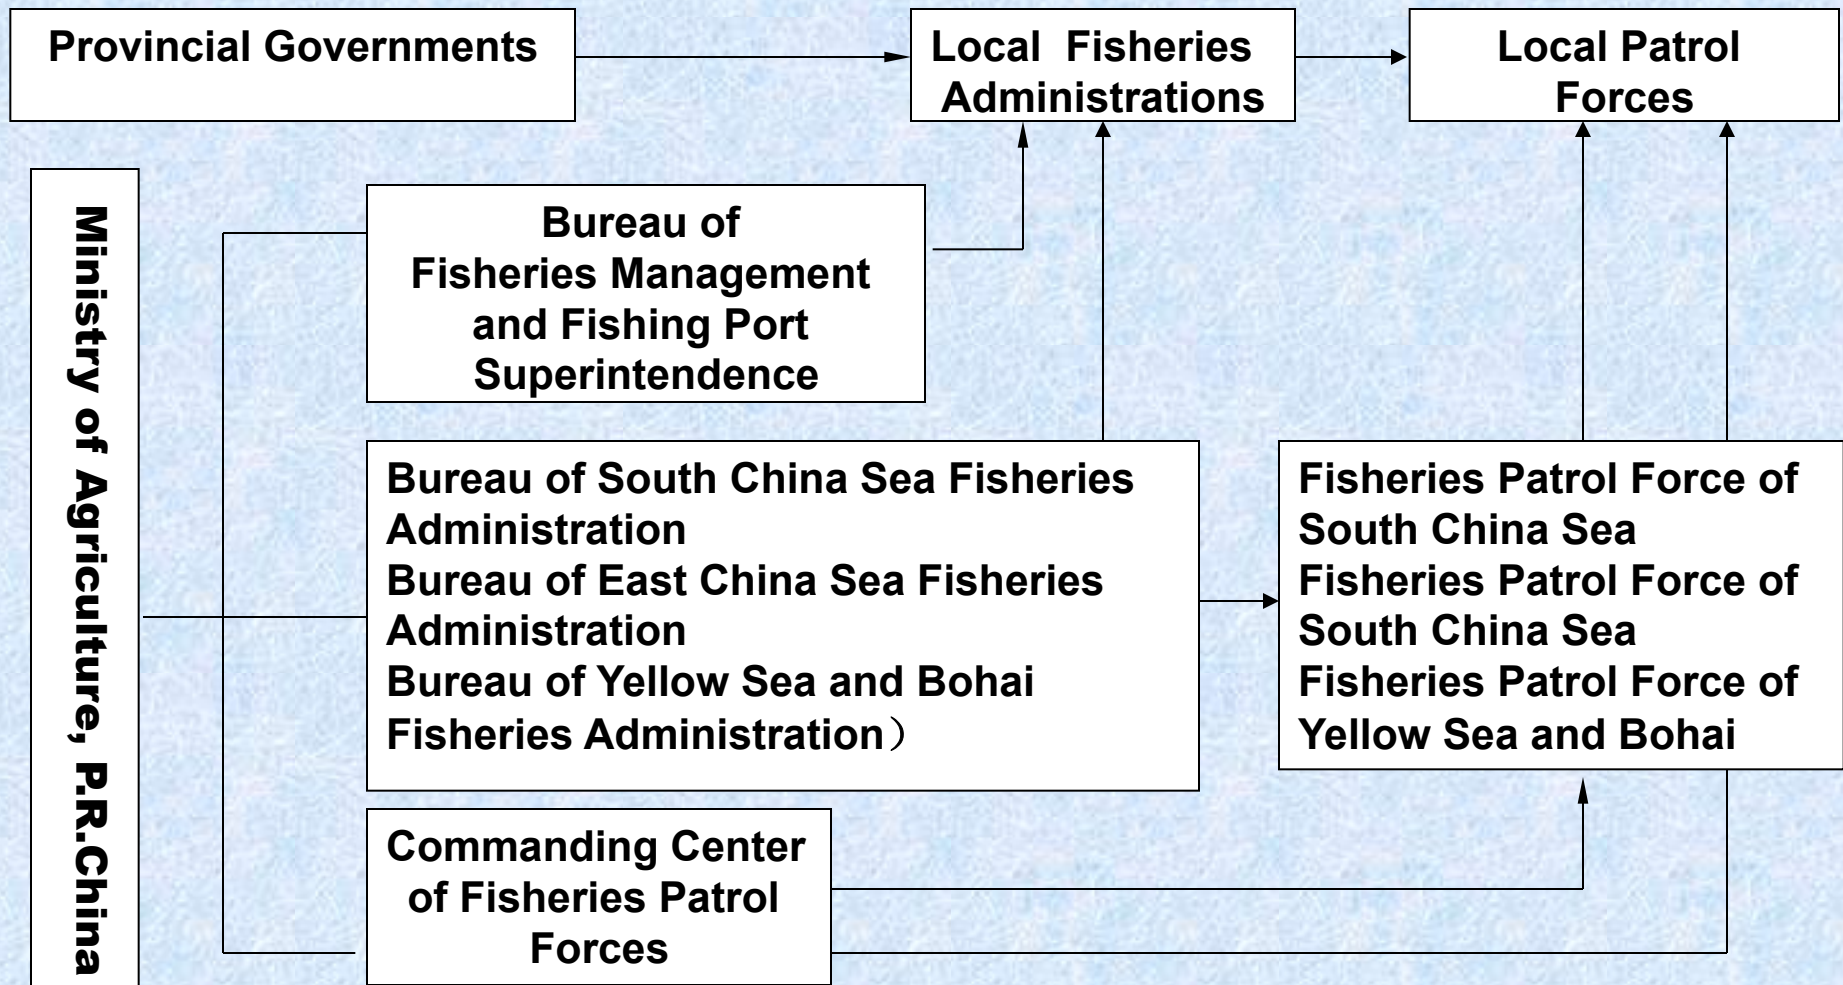 Provincial Governments
Local Fisheries
Administrations
Local Patrol
Forces
Ministry of Agriculture, P.R.China
Bureau of
Fisheries Management
and Fishing Port
Superintendence
Bureau of South China Sea Fisheries
Administration
Bureau of East China Sea Fisheries
Administration
Bureau of Yellow Sea and Bohai
Fisheries Administration）
Fisheries Patrol Force of
South China Sea
Fisheries Patrol Force of
South China Sea
Fisheries Patrol Force of
Yellow Sea and Bohai
Commanding Center
of Fisheries Patrol
Forces